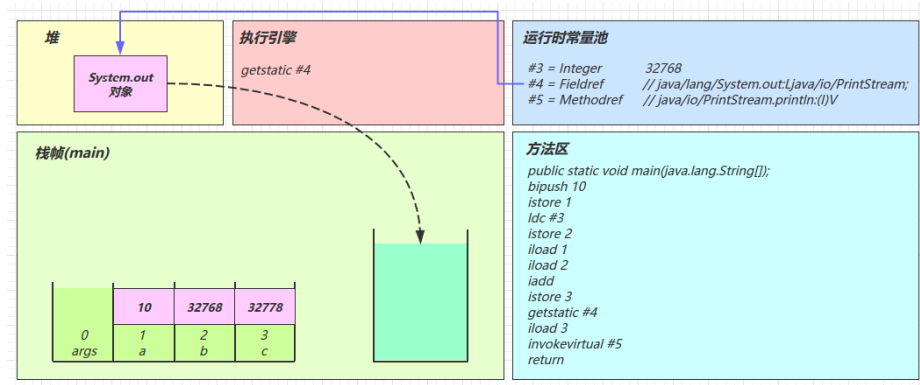 堆
System.out
对象
执行引擎
getstatic #4
运行时常量池
#3 = Integer 32768
#4 = Fieldref // java/lang/System.out:Ljava/io/PrintStream;
#5 = Methodref // java/io/PrintStream.println:(I)V
栈帧(main)
10 32768 32778
0 1 2 3
args a b c
方法区
public static void main(java.lang.String[]);
bipush 10
istore 1
ldc #3
istore 2
iload 1
iload 2
iadd
istore 3
getstatic #4
iload 3
invokevirtual #5
return